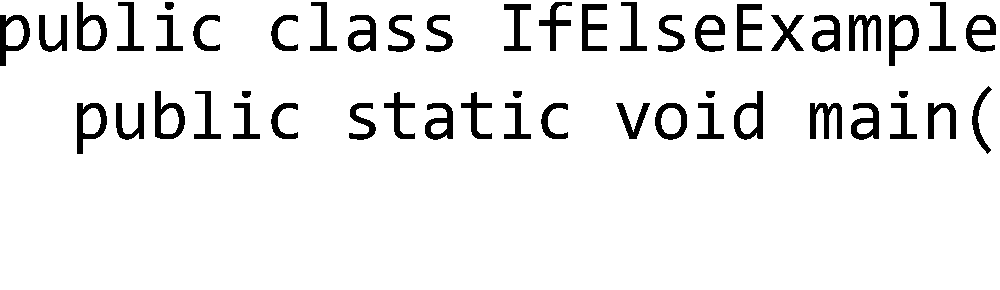 public class IfElseExample
  public static void main(